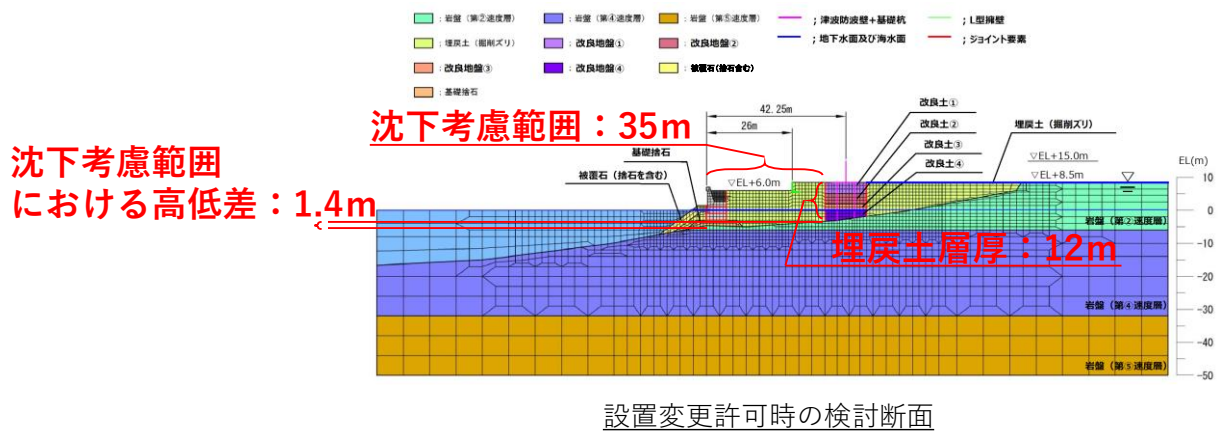 ; 岩盤（第②速度層） ; 岩盤（第④速度層） ; 岩盤（第⑤速度層） ; 津波防波壁+基礎杭 ; L型擁壁
; 埋戻土（掘削ズリ） ; 改良地盤① ; 改良地盤② ; 地下水面及び海水面 ; ジョイント要素
; 改良地盤③ ; 改良地盤④ ; 被覆石(捨石含む)
; 基礎捨石
42.25m
沈下考慮範囲：35m
26m
改良土①
改良土②
改良土③
改良土④
埋戻土（掘削ズリ）
沈下考慮範囲
における高低差：1.4m
基礎捨石
被覆石（捨石を含む）
▽EL+6.0m
▽EL+15.0m
▽EL+8.5m
EL(m)
10
0
-10
-20
-30
-40
-50
岩盤（第②速度層）
埋戻土層厚：12m
岩盤（第④速度層）
岩盤（第⑤速度層）
設置変更許可時の検討断面